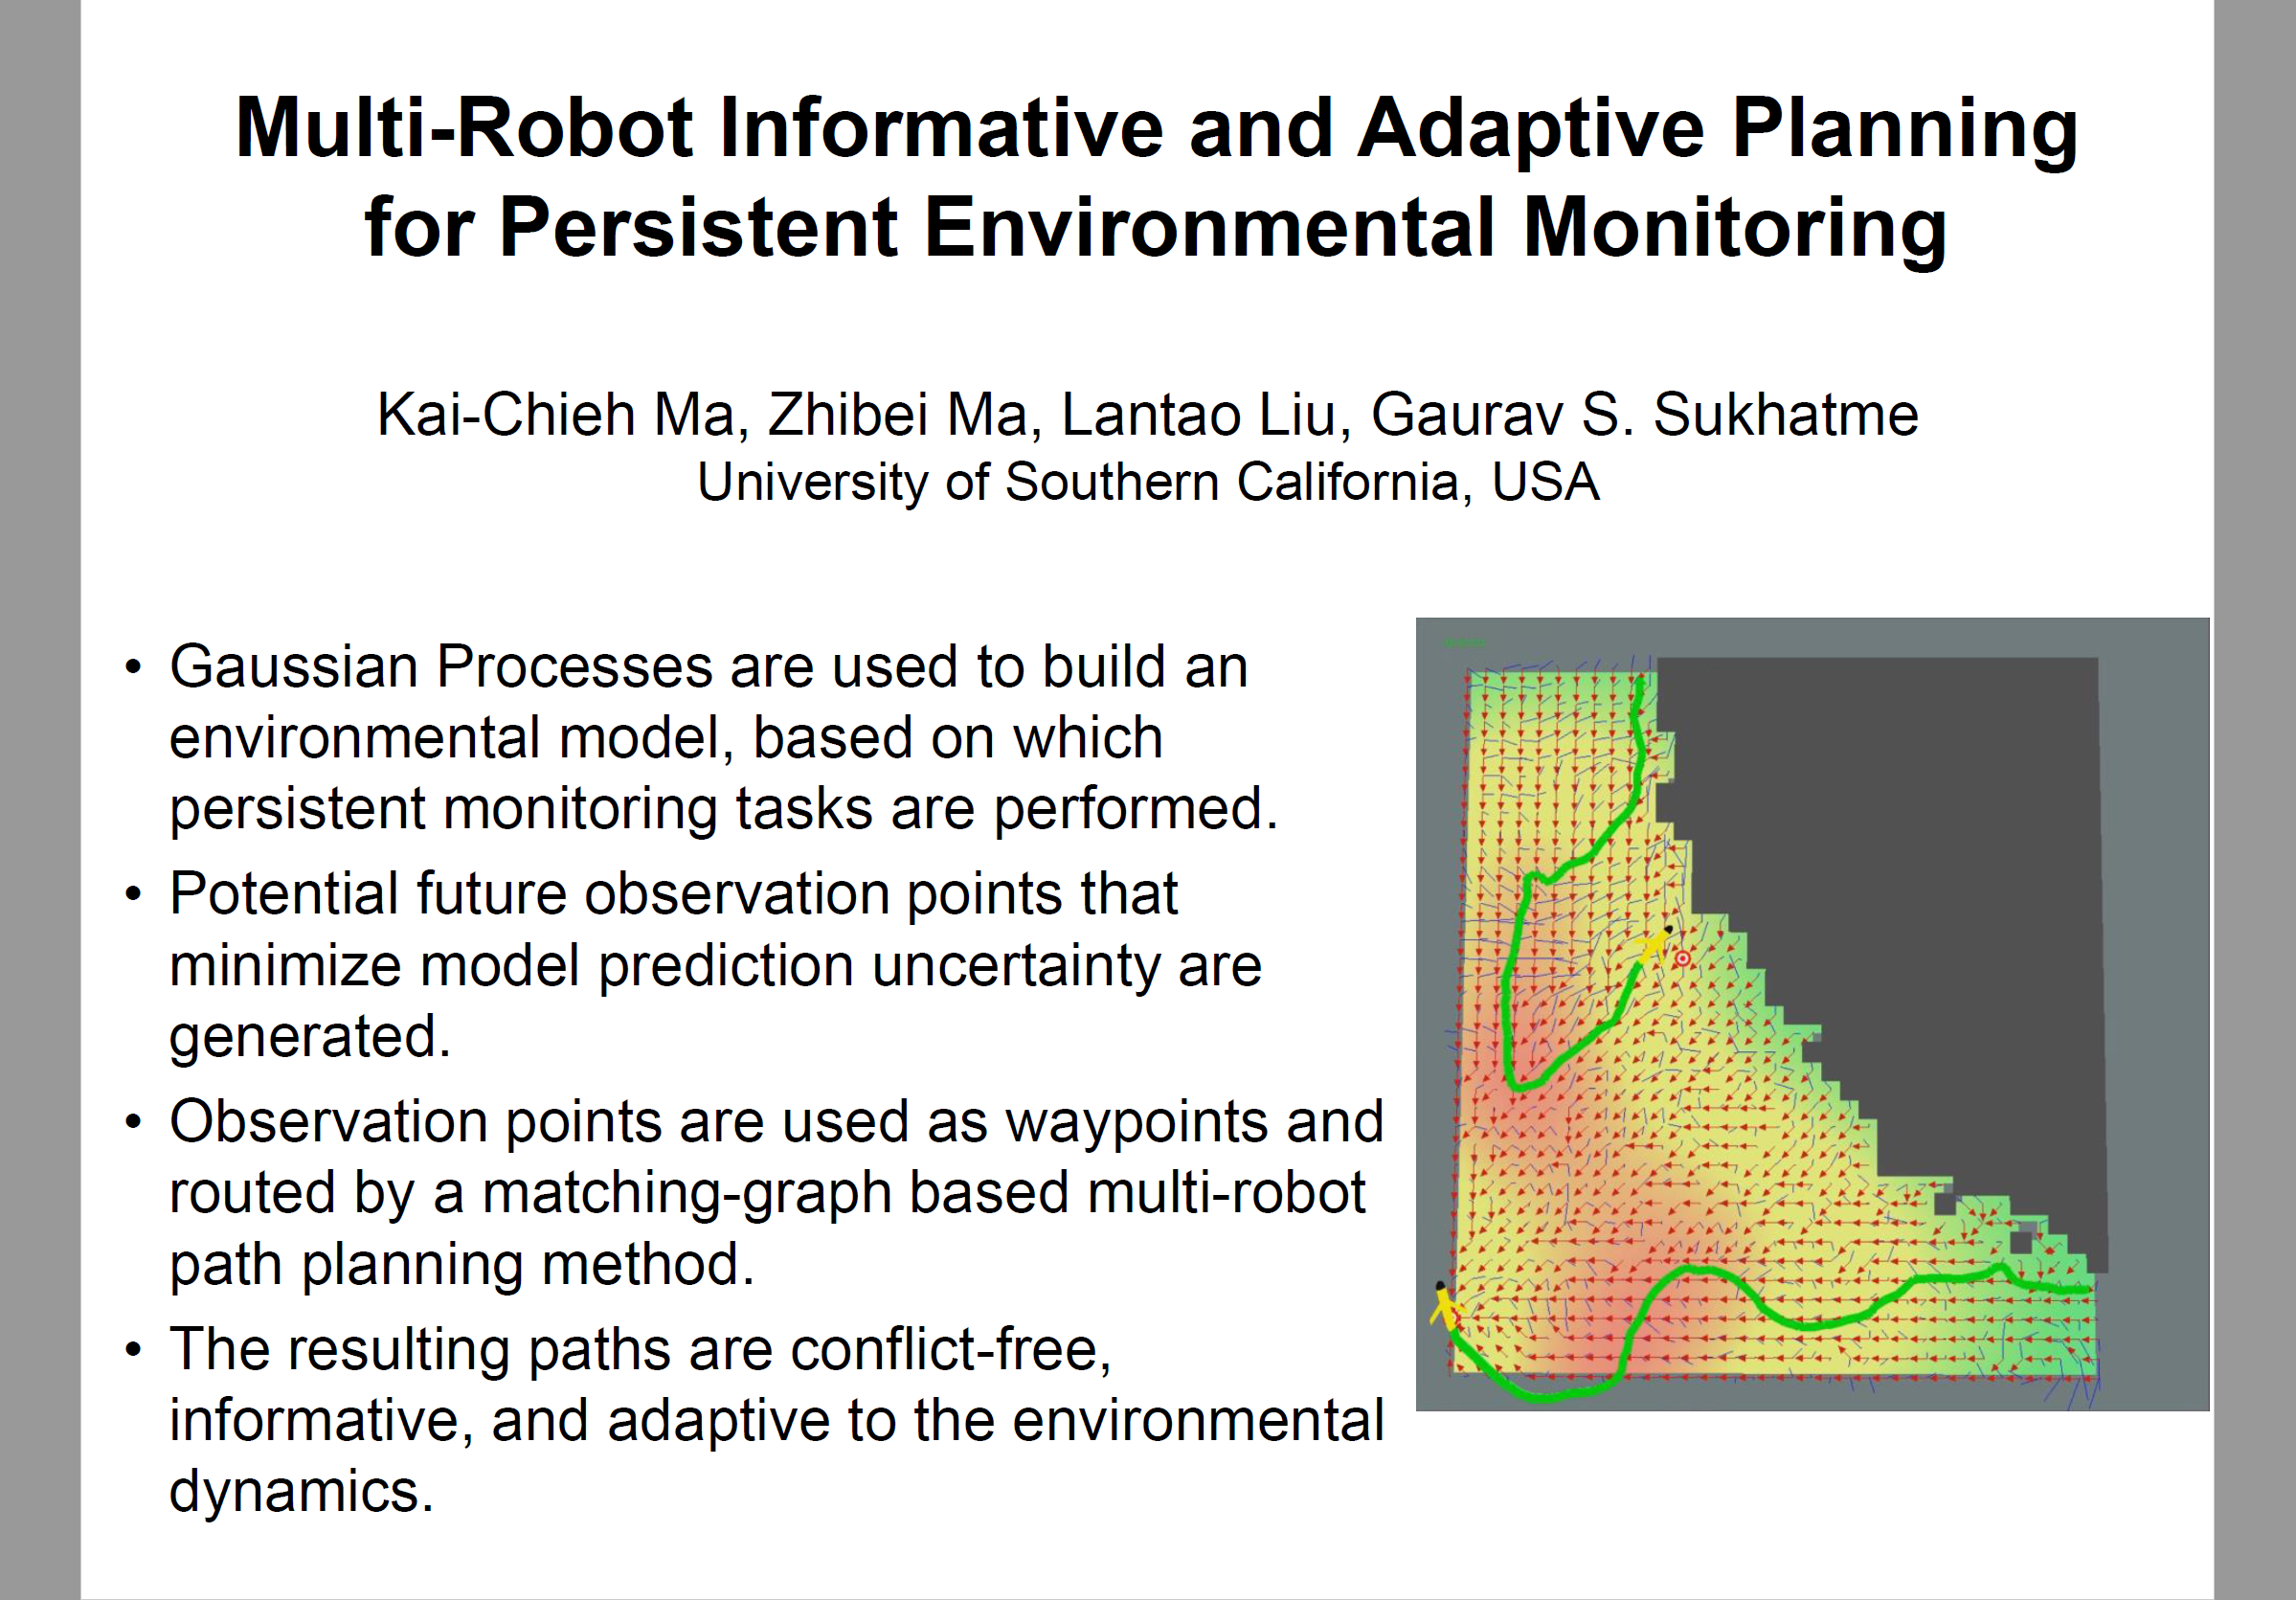 Multi-Robot Informative and Adaptive Planning
for Persistent Environmental Monitoring
Kai-Chieh Ma, Zhibei Ma, Lantao Liu, Gaurav S. Sukhatme
University of Southern California, USA
• Gaussian Processes are used to build an
environmental model, based on which
persistent monitoring tasks are performed.
• Potential future observation points that
minimize model prediction uncertainty are
generated.
• Observation points are used as waypoints and
routed by a matching-graph based multi-robot
path planning method.
• The resulting paths are conflict-free,
informative, and adaptive to the environmental
dynamics.